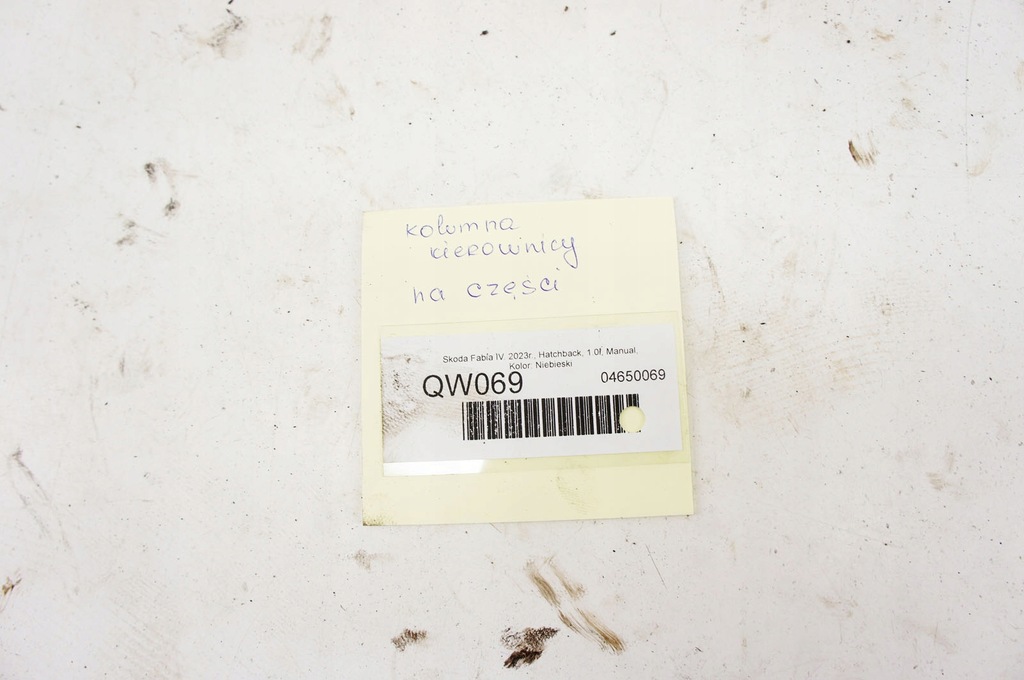 kolumna
kierownicy
na części
Skoda Fabia IV, 2023r., Hatchback, 1.0l, Manual,
Kolor: Niebieski
QW069 04650069